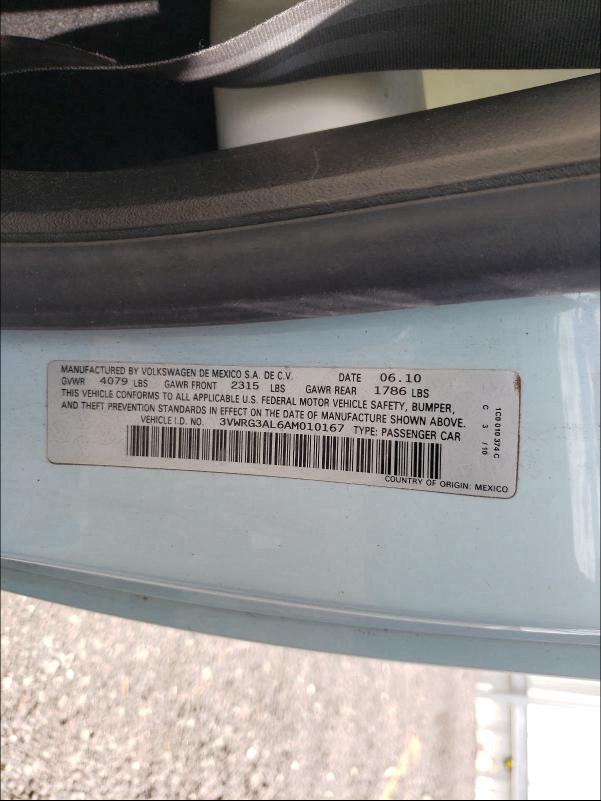 MANUFACTURED BY VOLKSWAGEN DE MEXICO S.A. DE C.V. DATE 06.10
GVWR 4079 LBS GAWR FRONT 2315 LBS GAWR REAR 1786 LBS
THIS VEHICLE CONFORMS TO ALL APPLICABLE U.S. FEDERAL MOTOR VEHICLE SAFETY, BUMPER,
AND THEFT PREVENTION STANDARDS IN EFFECT ON THE DATE OF MANUFACTURE SHOWN ABOVE.
VEHICLE I.D. NO. 3VWRG3AL6AM010167 TYPE: PASSENGER CAR
COUNTRY OF ORIGIN: MEXICO
1C0 010 374 C
C 3 /10